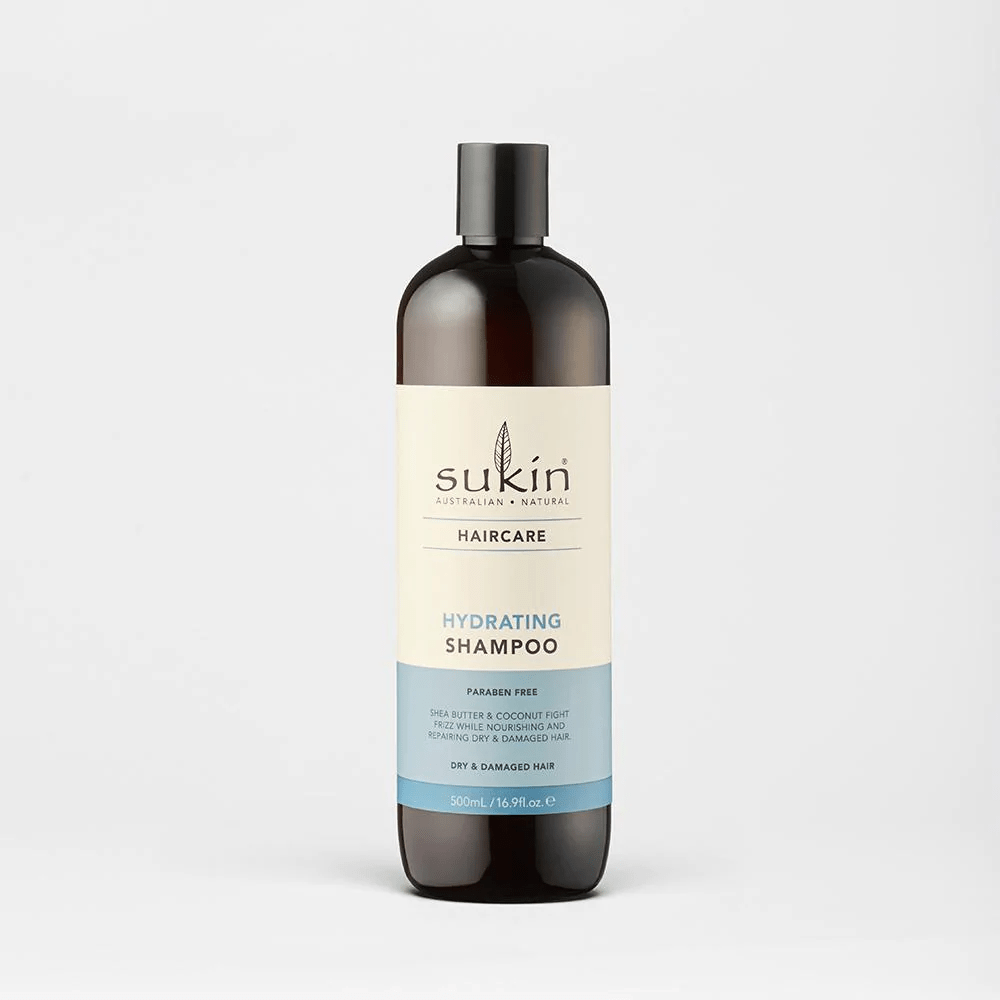 sukin®
AUSTRALIAN • NATURAL
HAIRCARE
HYDRATING
SHAMPOO
PARABEN FREE
SHEA BUTTER & COCONUT FIGHT
FRIZZ WHILE NOURISHING AND
REPAIRING DRY & DAMAGED HAIR.
DRY & DAMAGED HAIR
500mL / 16.9fl.oz. ℮